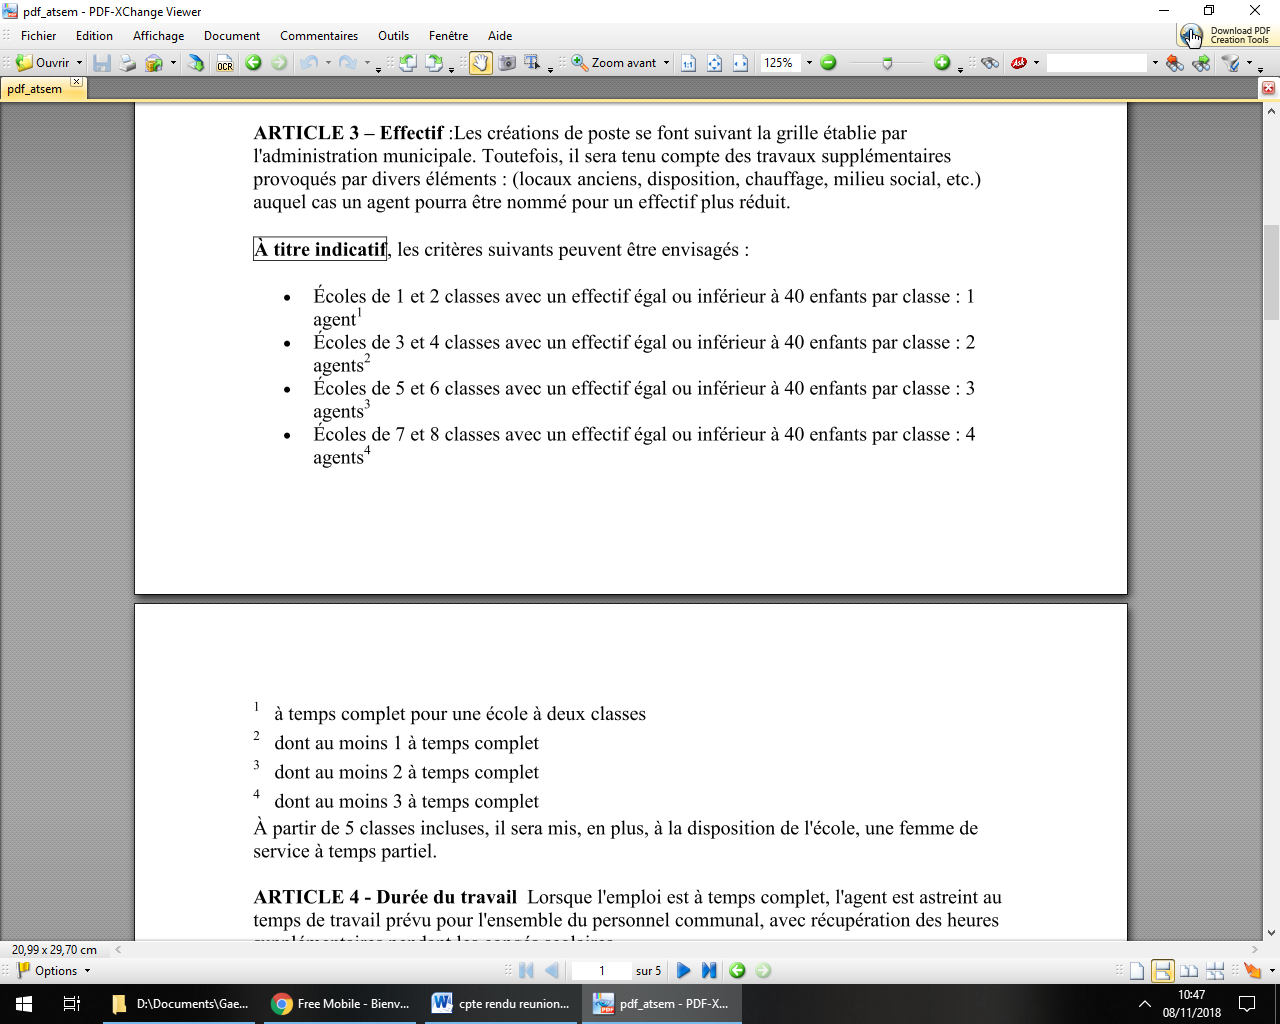 pdf_atsem - PDF-XChange Viewer
Fichier Edition Affichage Document Commentaires Outils Fenêtre Aide
Download PDF
Creation Tools
Ouvrir OCR Zoom avant 1:1 125% Ask
pdf_atsem
ARTICLE 3 – Effectif :Les créations de poste se font suivant la grille établie par
l'administration municipale. Toutefois, il sera tenu compte des travaux supplémentaires
provoqués par divers éléments : (locaux anciens, disposition, chauffage, milieu social, etc.)
auquel cas un agent pourra être nommé pour un effectif plus réduit.
À titre indicatif, les critères suivants peuvent être envisagés :
• Écoles de 1 et 2 classes avec un effectif égal ou inférieur à 40 enfants par classe : 1
agent1
• Écoles de 3 et 4 classes avec un effectif égal ou inférieur à 40 enfants par classe : 2
agents2
• Écoles de 5 et 6 classes avec un effectif égal ou inférieur à 40 enfants par classe : 3
agents3
• Écoles de 7 et 8 classes avec un effectif égal ou inférieur à 40 enfants par classe : 4
agents4
1 à temps complet pour une école à deux classes
2 dont au moins 1 à temps complet
3 dont au moins 2 à temps complet
4 dont au moins 3 à temps complet
À partir de 5 classes incluses, il sera mis, en plus, à la disposition de l'école, une femme de
service à temps partiel.
ARTICLE 4 - Durée du travail Lorsque l'emploi est à temps complet, l'agent est astreint au
temps de travail prévu pour l'ensemble du personnel communal, avec récupération des heures
supplémentaires pendant les congés scolaires
20,99 x 29,70 cm
Options 1 sur 5
D:\Documents\Gae... Free Mobile - Bienv... cpte rendu reunion... pdf_atsem - PDF-X...
10:47
08/11/2018